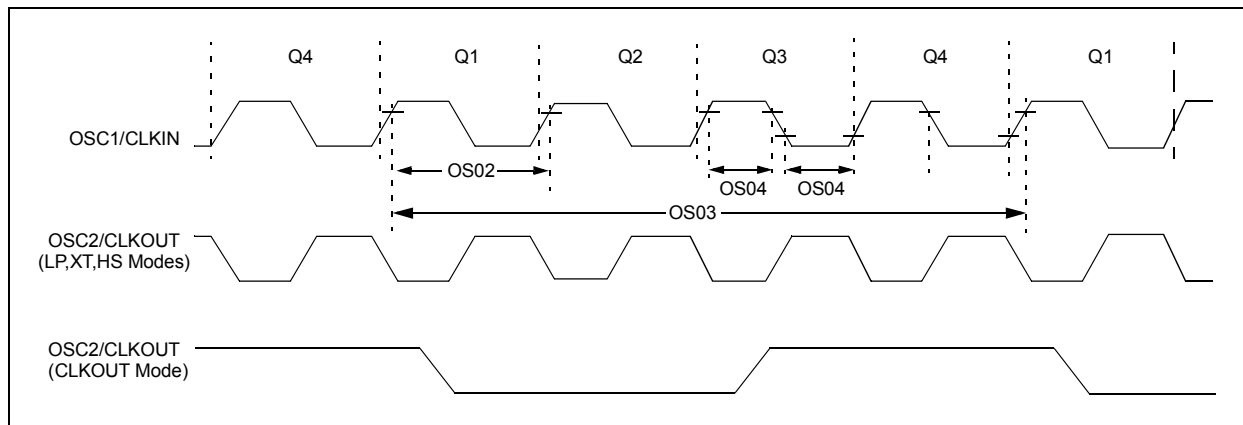 Q4 Q1 Q2 Q3 Q4 Q1
OSC1/CLKIN
OS02
OS04 OS04
OS03
OSC2/CLKOUT
(LP,XT,HS Modes)
OSC2/CLKOUT
(CLKOUT Mode)